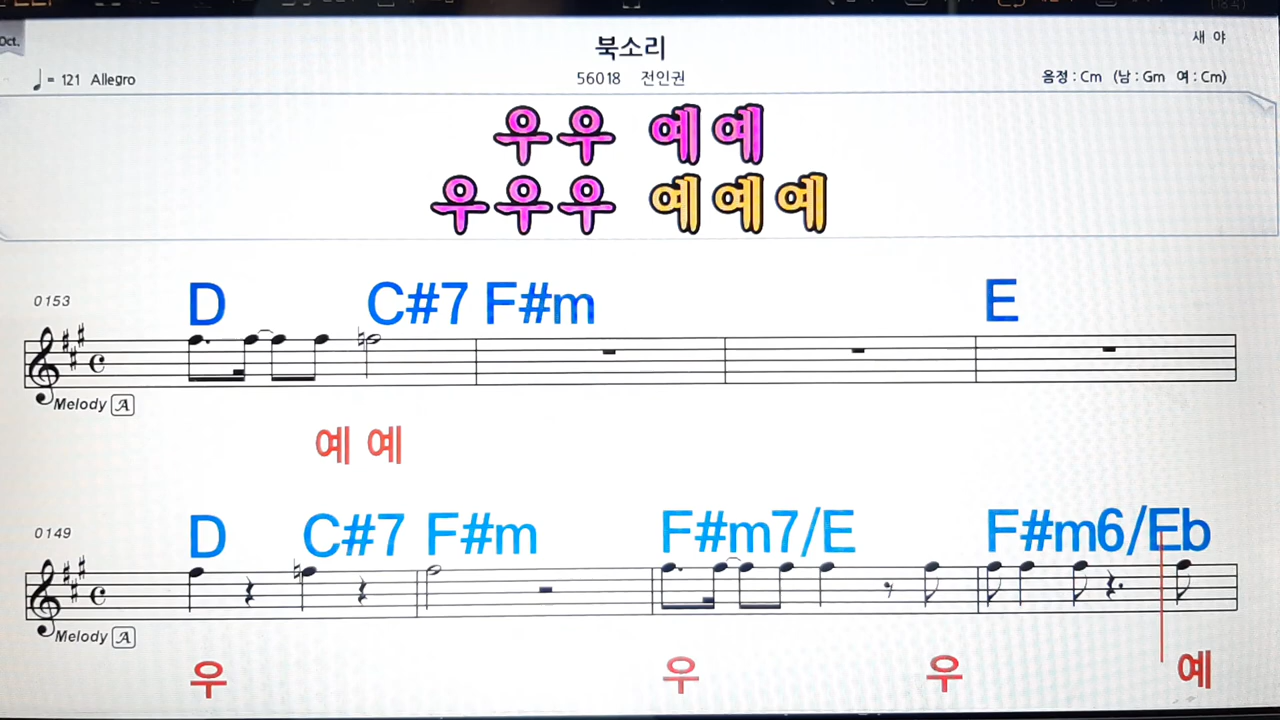 Oct.
북소리
새 야
= 121 Allegro
56018 전인권
음정 : Cm (남 : Gm 여 : Cm)
우우 예예
우우우 예예예
0153
D C#7 F#m E
Melody A
예 예
0149
D C#7 F#m F#m7/E F#m6/Eb
Melody A
우 우 우 예